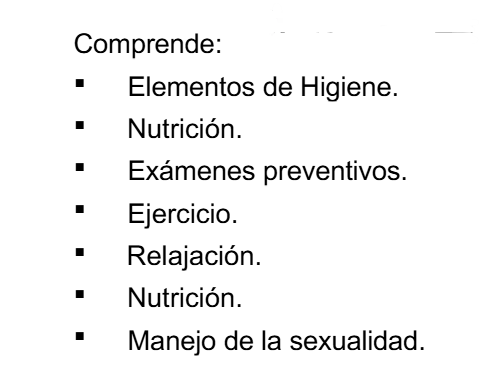 Comprende:
▪ Elementos de Higiene.
▪ Nutrición.
▪ Exámenes preventivos.
▪ Ejercicio.
▪ Relajación.
▪ Nutrición.
▪ Manejo de la sexualidad.